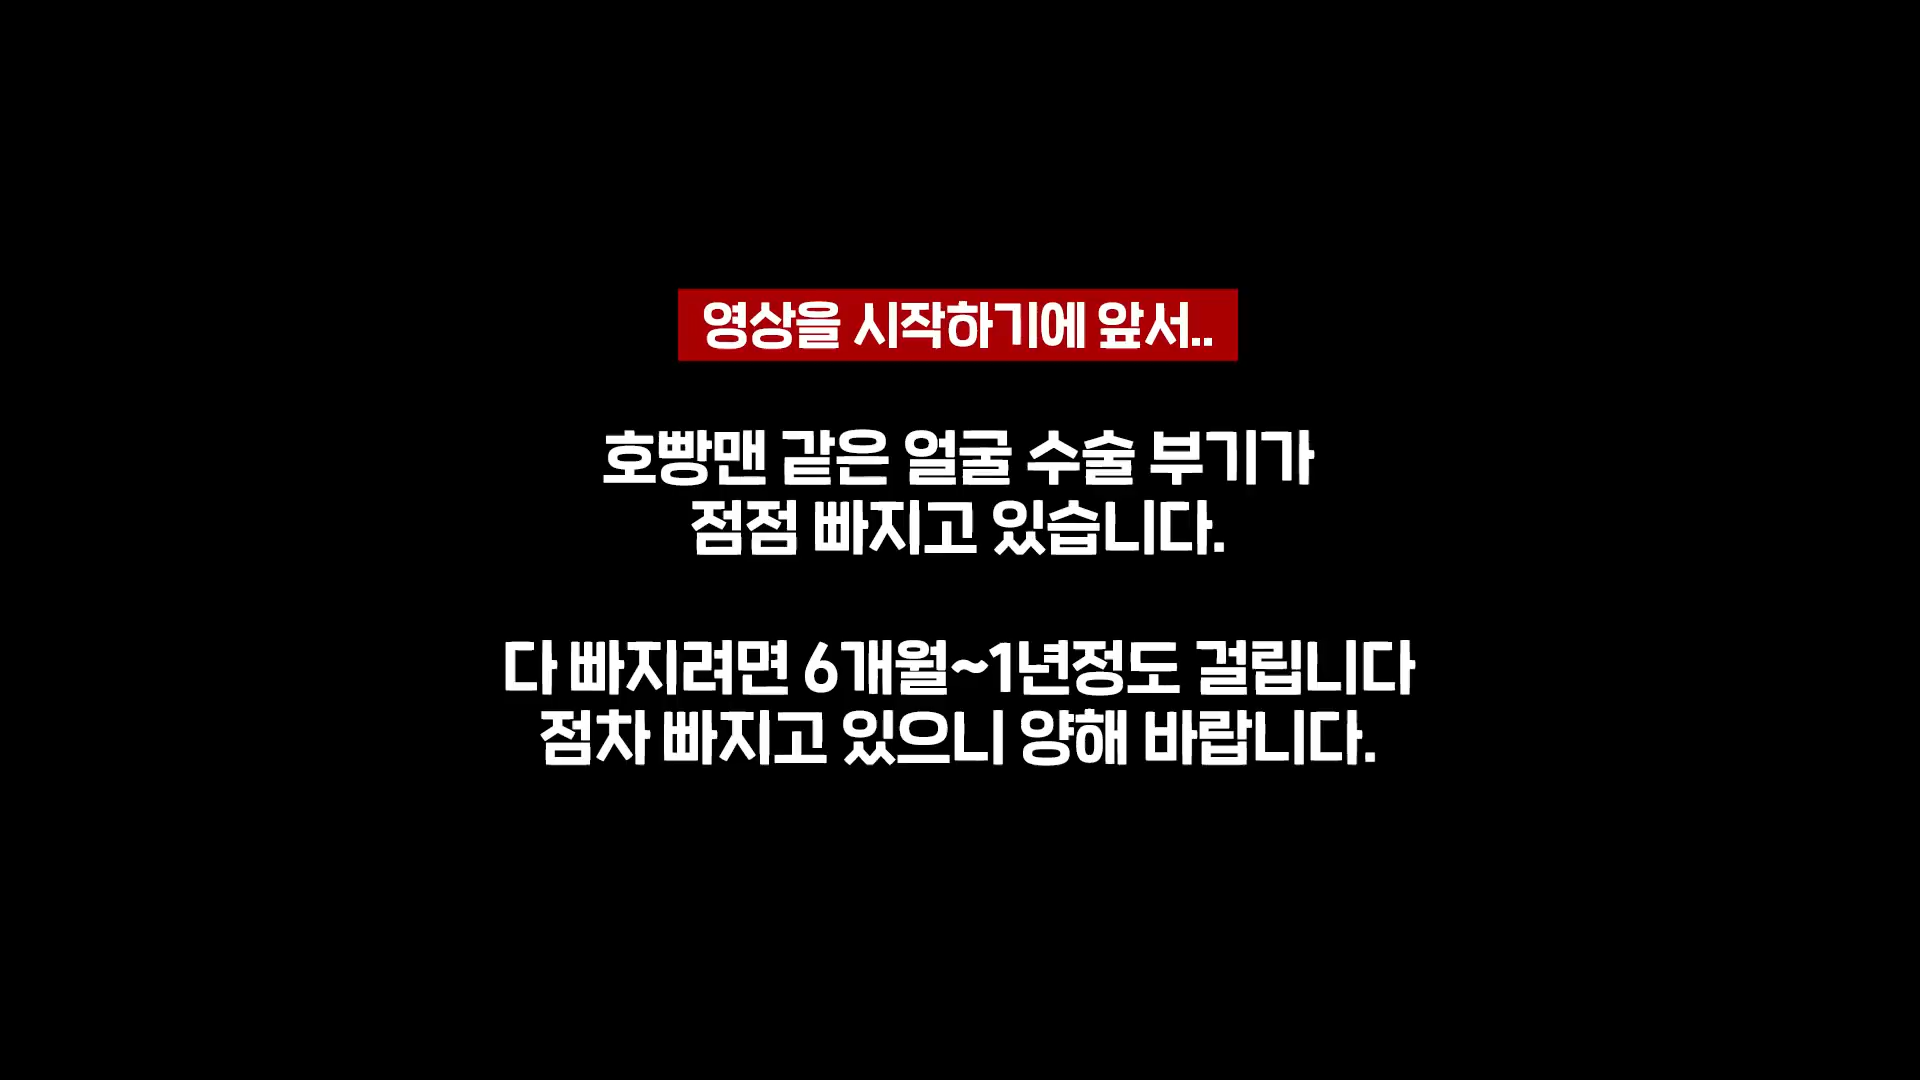 영상을 시작하기에 앞서..
호빵맨 같은 얼굴 수술 부기가
점점 빠지고 있습니다.
다 빠지려면 6개월~1년정도 걸립니다
점차 빠지고 있으니 양해 바랍니다.